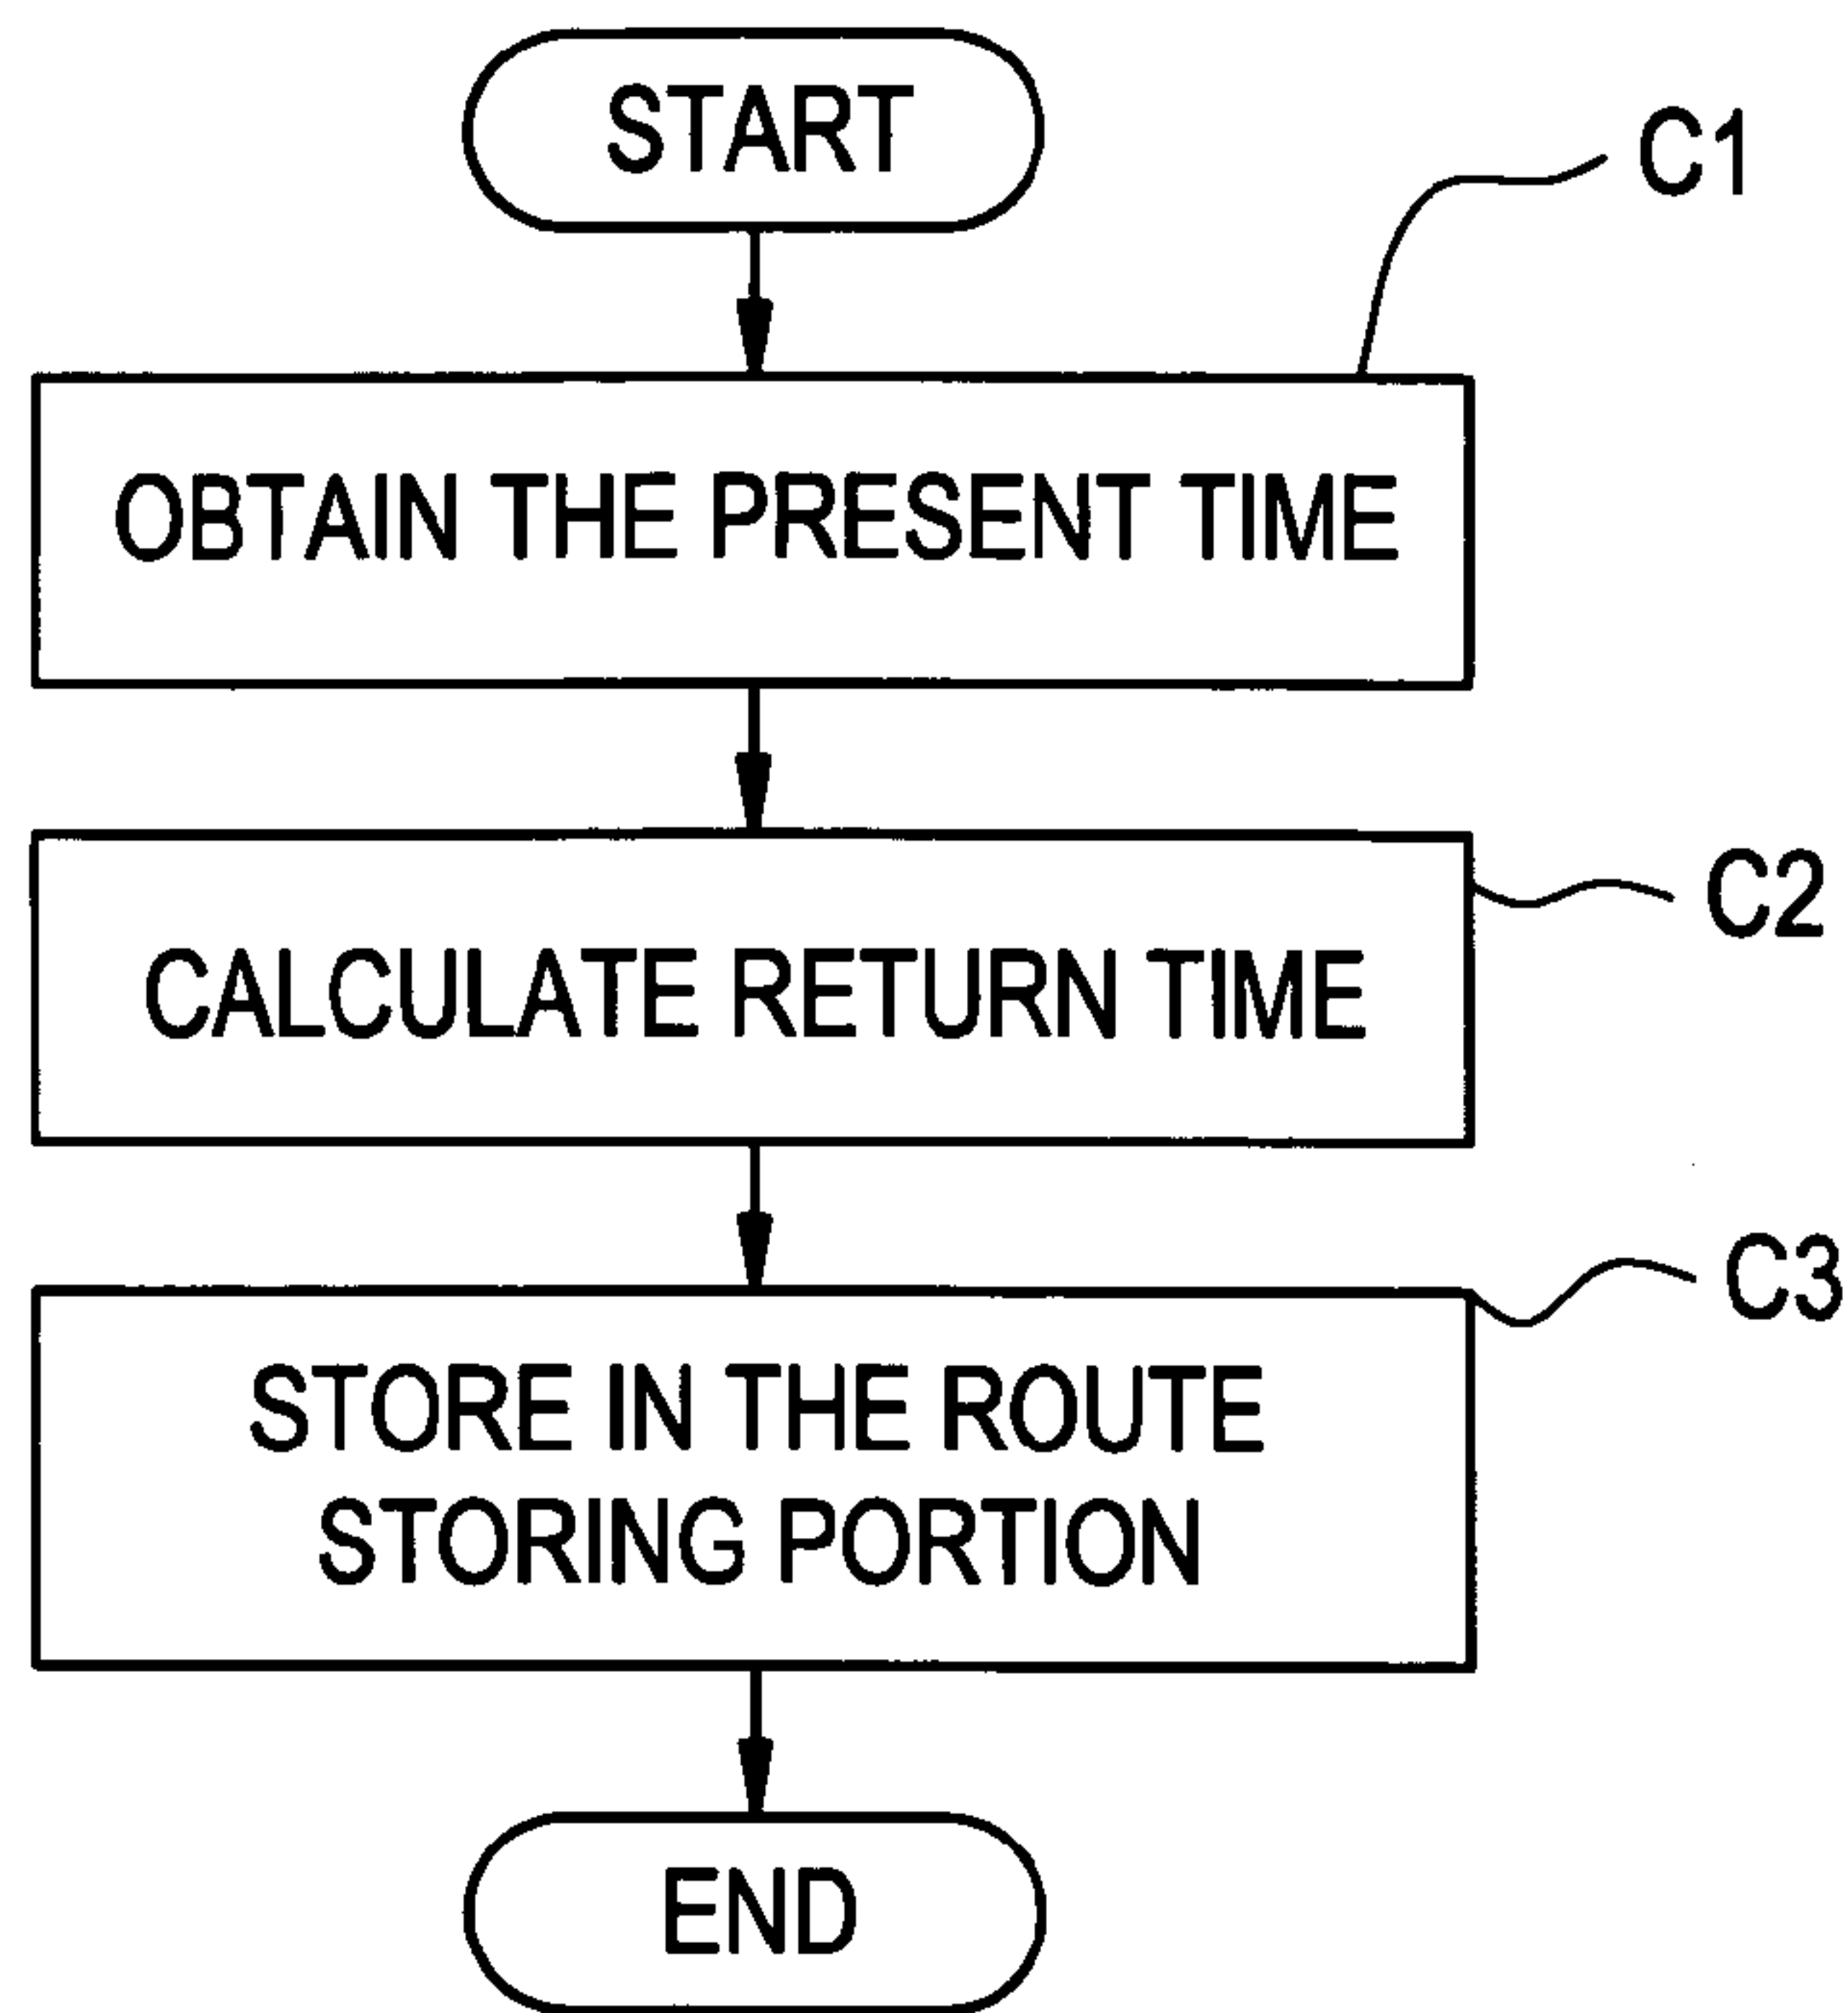 START
C1
OBTAIN THE PRESENT TIME
C2
CALCULATE RETURN TIME
C3
STORE IN THE ROUTE
STORING PORTION
END